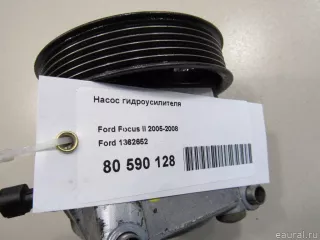 Насос гидроусилителя
Ford Focus II 2005-2008
Ford 1362652
80 590 128
© eaural.ru